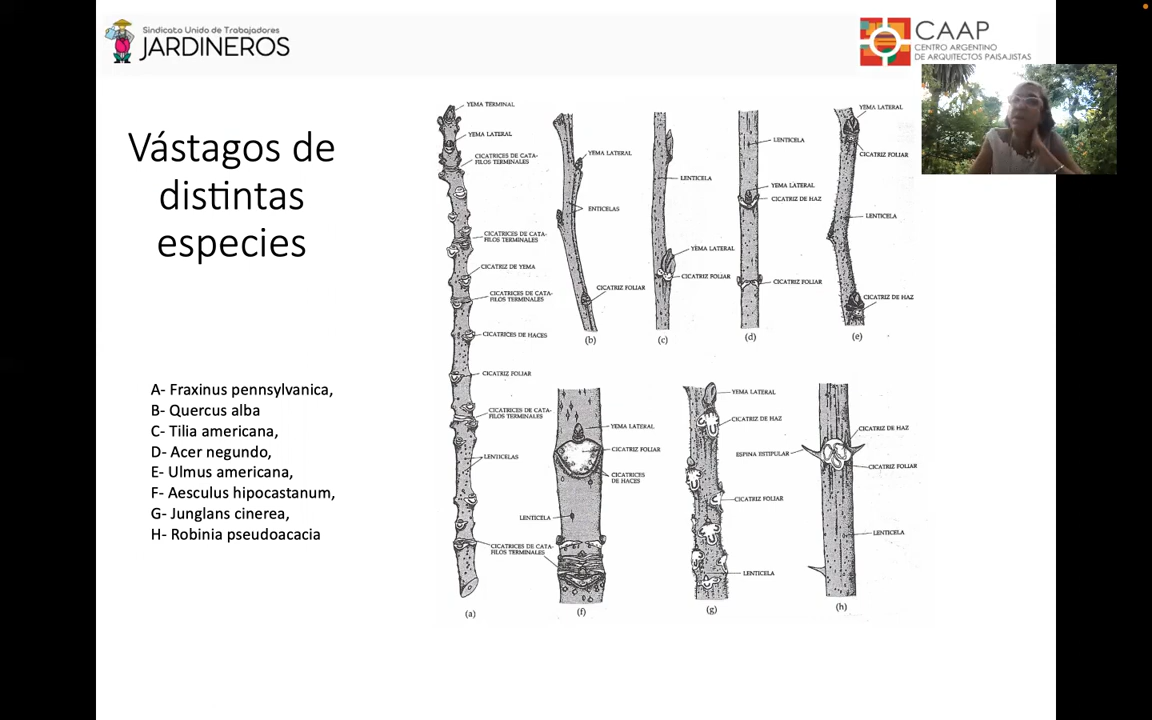 Sindicato Unido de Trabajadores
JARDINEROS
CAAP
CENTRO ARGENTINO
DE ARQUITECTOS PAISAJISTAS
Vástagos de
distintas
especies
A- Fraxinus pennsylvanica,
B- Quercus alba
C- Tilia americana,
D- Acer negundo,
E- Ulmus americana,
F- Aesculus hipocastanum,
G- Junglans cinerea,
H- Robinia pseudoacacia
YEMA TERMINAL
YEMA LATERAL
CICATRICES DE CATA-
FILOS TERMINALES
CICATRICES DE CATA-
FILOS TERMINALES
CICATRIZ DE YEMA
CICATRICES DE CATA-
FILOS TERMINALES
CICATRICES DE HACES
CICATRIZ FOLIAR
CICATRICES DE CATA-
FILOS TERMINALES
LENTICELAS
CICATRICES DE CATA-
FILOS TERMINALES
(a)
YEMA LATERAL
ENTICELAS
CICATRIZ FOLIAR
(b)
LENTICELA
YEMA LATERAL
CICATRIZ FOLIAR
(c)
LENTICELA
YEMA LATERAL
CICATRIZ DE HAZ
CICATRIZ FOLIAR
(d)
YEMA LATERAL
CICATRIZ FOLIAR
LENTICELA
CICATRIZ DE HAZ
(e)
YEMA LATERAL
CICATRIZ FOLIAR
CICATRICES
DE HACES
LENTICELA
(f)
YEMA LATERAL
CICATRIZ DE HAZ
CICATRIZ FOLIAR
LENTICELA
(g)
CICATRIZ DE HAZ
ESPINA ESTIPULAR
CICATRIZ FOLIAR
LENTICELA
(h)